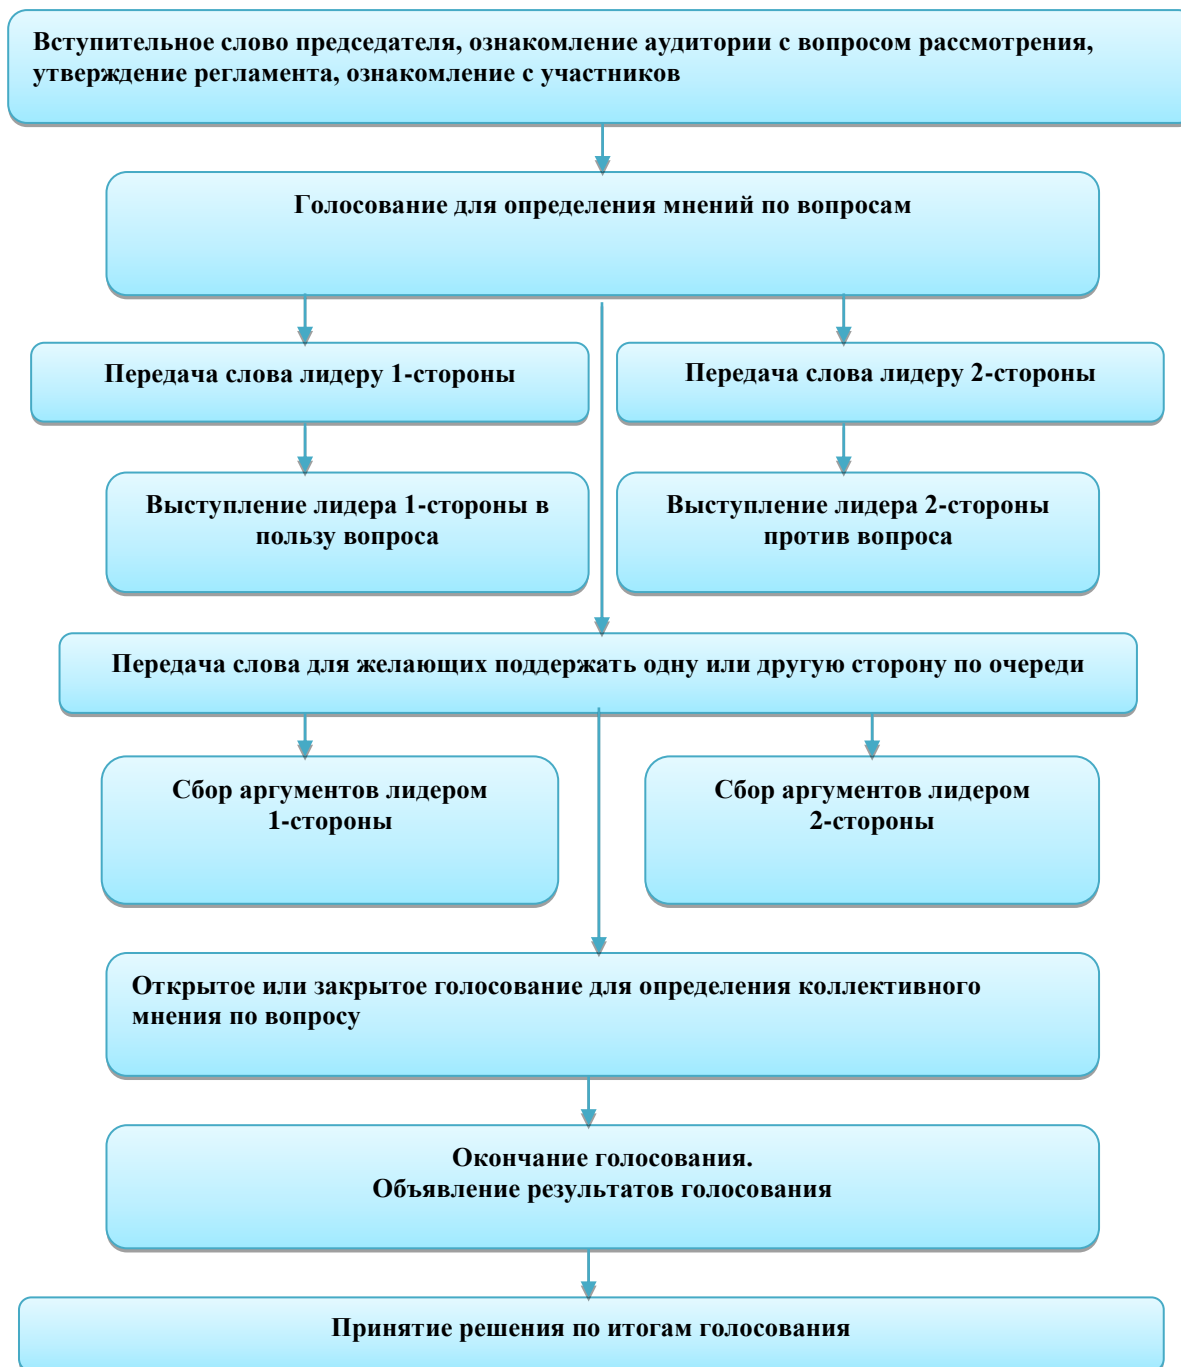 Вступительное слово председателя, ознакомление аудитории с вопросом рассмотрения,
утверждение регламента, ознакомление с участников
Голосование для определения мнений по вопросам
Передача слова лидеру 1-стороны
Передача слова лидеру 2-стороны
Выступление лидера 1-стороны в
пользу вопроса
Выступление лидера 2-стороны
против вопроса
Передача слова для желающих поддержать одну или другую сторону по очереди
Сбор аргументов лидером
1-стороны
Сбор аргументов лидером
2-стороны
Открытое или закрытое голосование для определения коллективного
мнения по вопросу
Окончание голосования.
Объявление результатов голосования
Принятие решения по итогам голосования